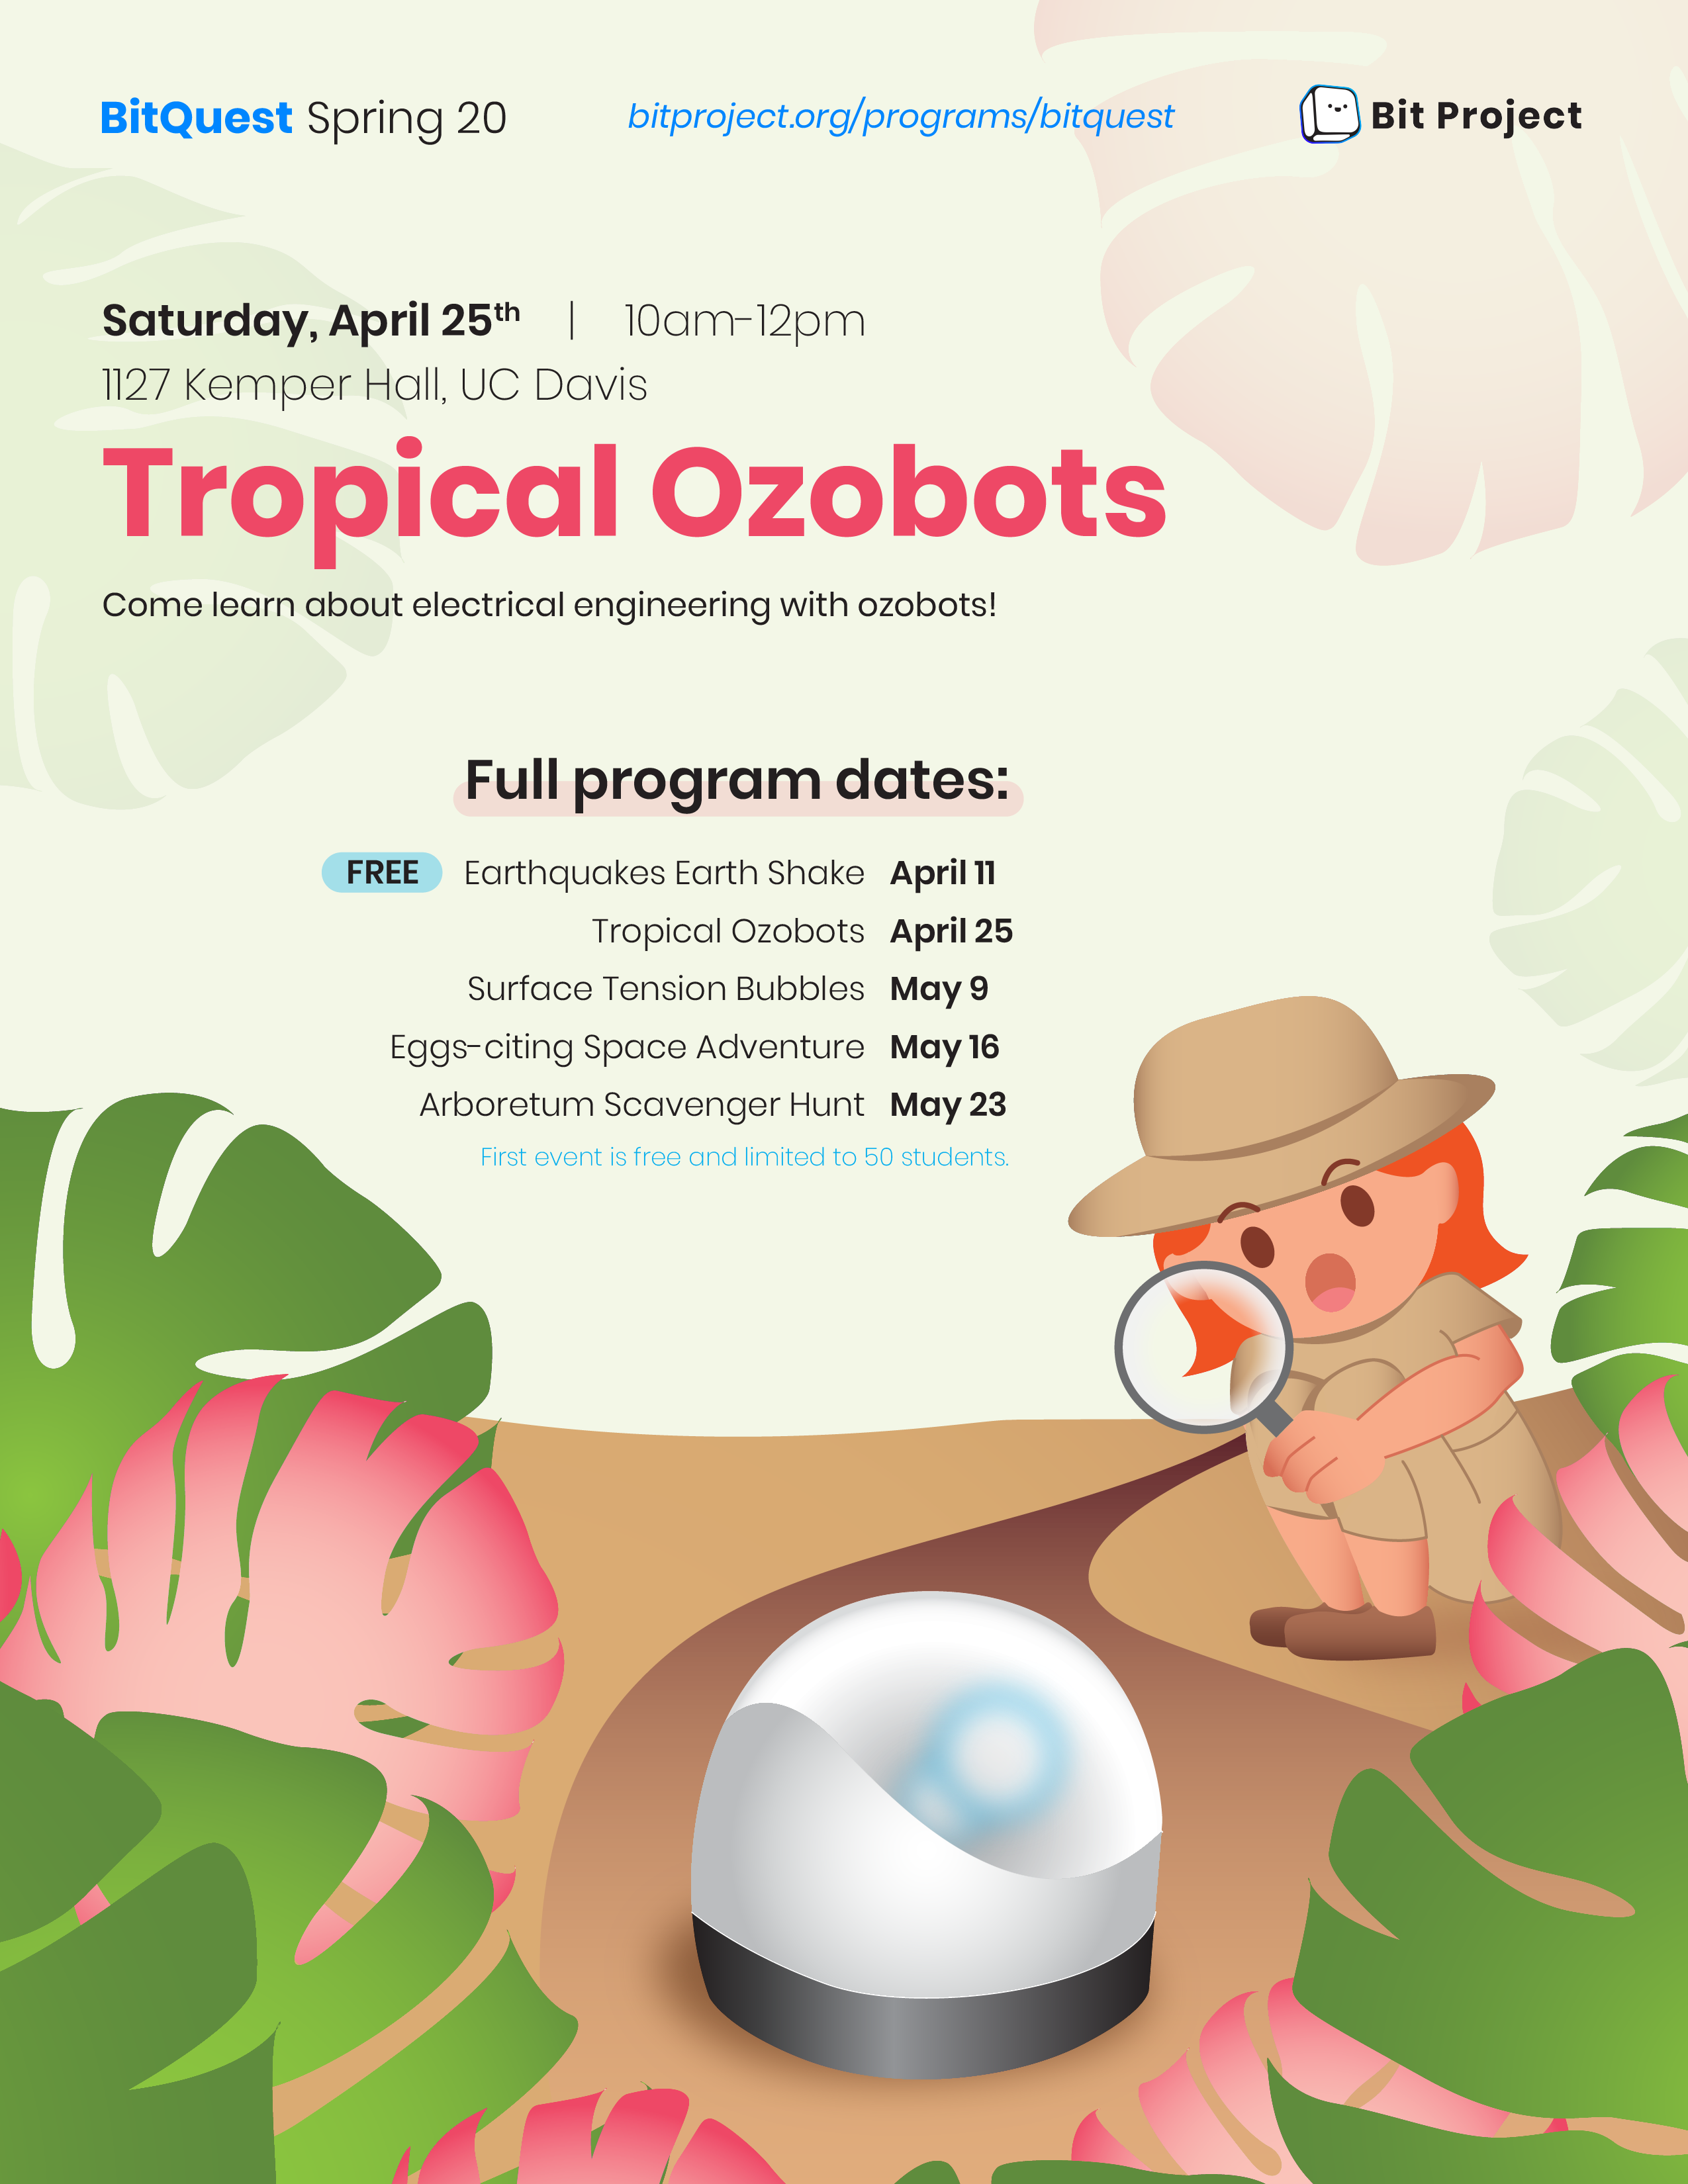 BitQuest Spring 20
bitproject.org/programs/bitquest
Bit Project
Saturday, April 25th | 10am-12pm
1127 Kemper Hall, UC Davis
Tropical Ozobots
Come learn about electrical engineering with ozobots!
Full program dates:
FREE Earthquakes Earth Shake April 11
Tropical Ozobots April 25
Surface Tension Bubbles May 9
Eggs-citing Space Adventure May 16
Arboretum Scavenger Hunt May 23
First event is free and limited to 50 students.